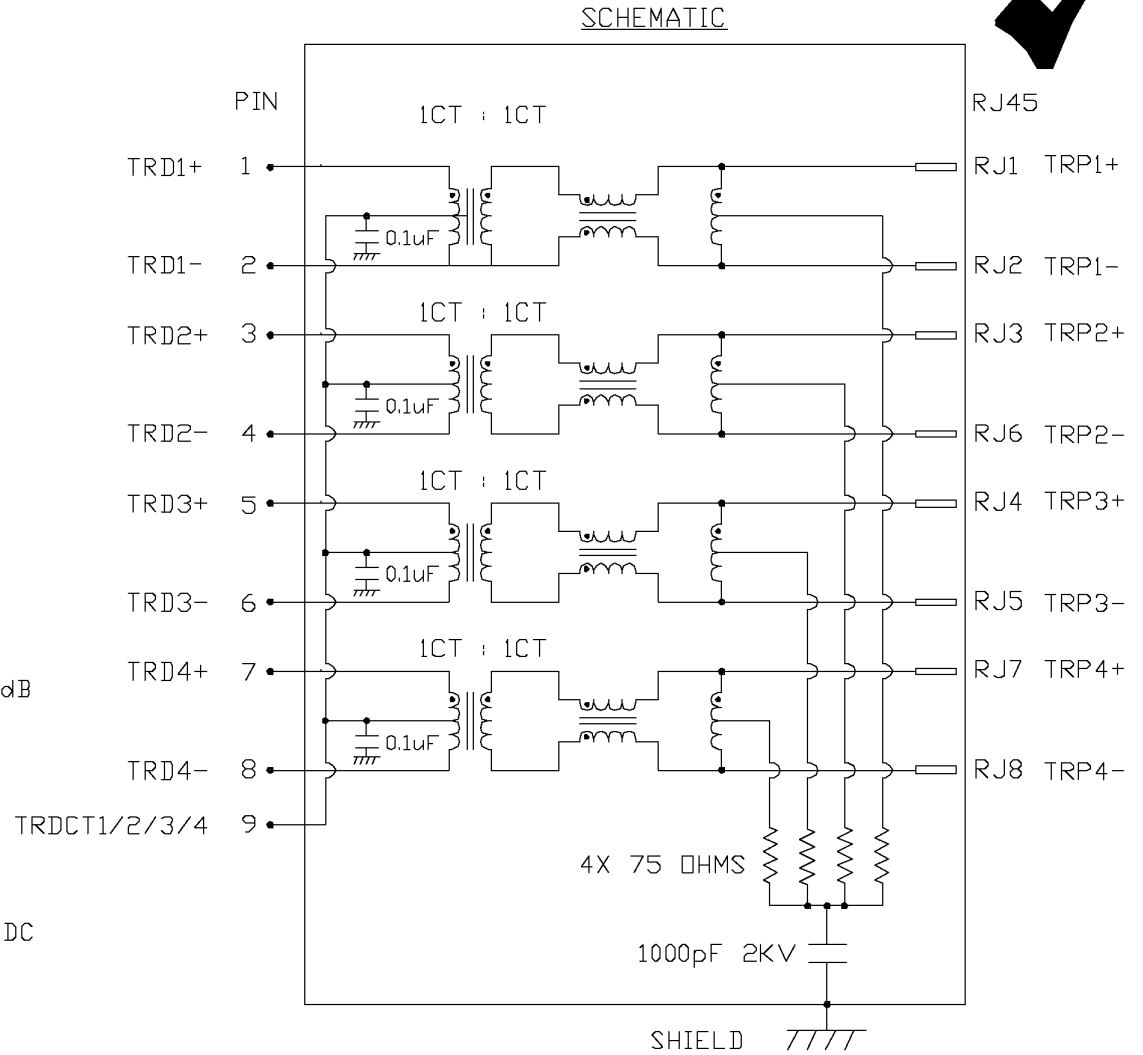 SCHEMATIC
PIN
1CT : 1CT
RJ45
TRD1+ 1
RJ1 TRP1+
0.1uF
TRD1- 2
RJ2 TRP1-
1CT : 1CT
TRD2+ 3
RJ3 TRP2+
0.1uF
TRD2- 4
RJ6 TRP2-
1CT : 1CT
TRD3+ 5
RJ4 TRP3+
0.1uF
TRD3- 6
RJ5 TRP3-
1CT : 1CT
TRD4+ 7
RJ7 TRP4+
dB
0.1uF
TRD4- 8
RJ8 TRP4-
TRDCT1/2/3/4 9
4X 75 OHMS
DC
1000pF 2KV
SHIELD